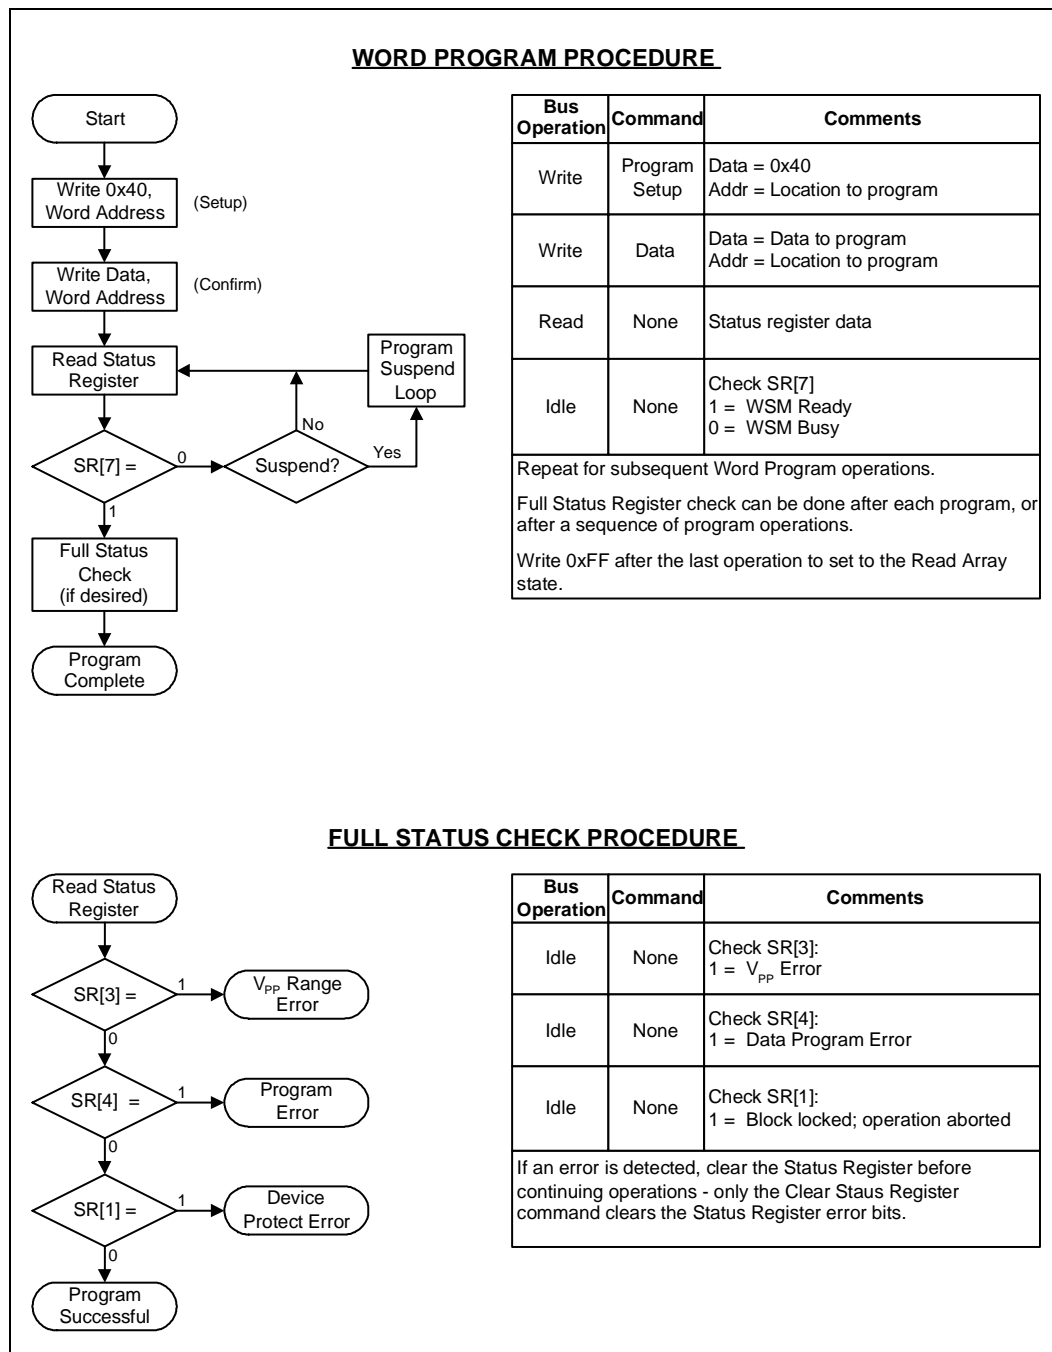 WORD PROGRAM PROCEDURE
Start
Write 0x40,
Word Address
(Setup)
Write Data,
Word Address
(Confirm)
Read Status
Register
Program
Suspend
Loop
No
Yes
SR[7] =
0
Suspend?
1
Full Status
Check
(if desired)
Program
Complete
Bus
Operation
Command
Comments
Write
Program
Setup
Data = 0x40
Addr = Location to program
Write
Data
Data = Data to program
Addr = Location to program
Read
None
Status register data
Idle
None
Check SR[7]
1 = WSM Ready
0 = WSM Busy
Repeat for subsequent Word Program operations.
Full Status Register check can be done after each program, or
after a sequence of program operations.
Write 0xFF after the last operation to set to the Read Array
state.
FULL STATUS CHECK PROCEDURE
Read Status
Register
SR[3] =
1
VPP Range
Error
0
SR[4] =
1
Program
Error
0
SR[1] =
1
Device
Protect Error
0
Program
Successful
Bus
Operation
Command
Comments
Idle
None
Check SR[3]:
1 = VPP Error
Idle
None
Check SR[4]:
1 = Data Program Error
Idle
None
Check SR[1]:
1 = Block locked; operation aborted
If an error is detected, clear the Status Register before
continuing operations - only the Clear Staus Register
command clears the Status Register error bits.